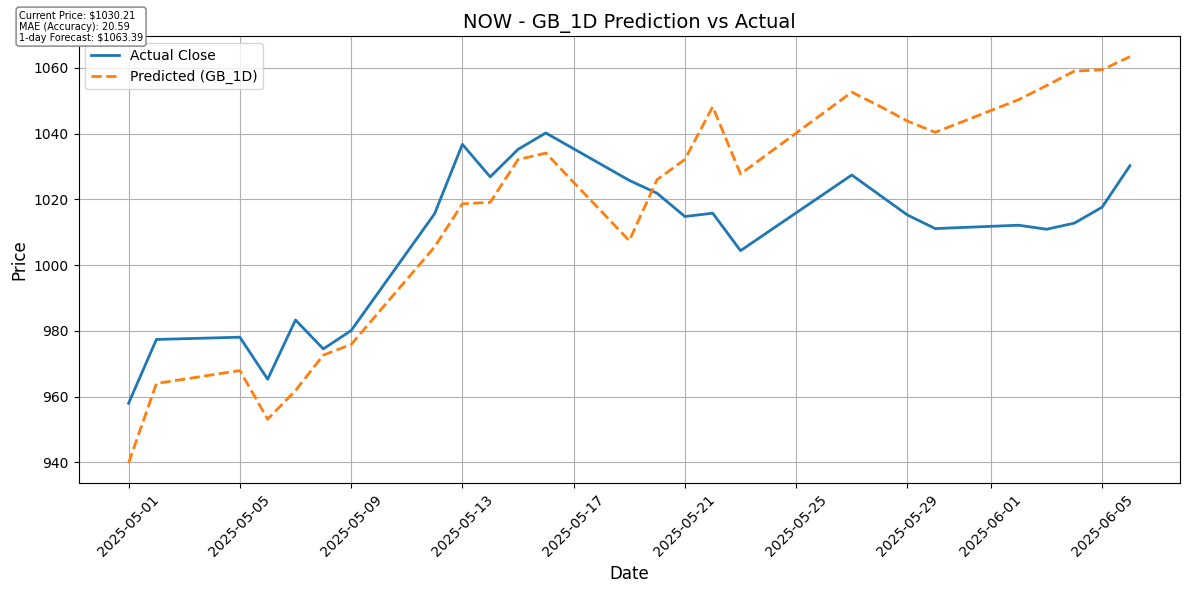 Current Price: $1030.21
MAE (Accuracy): 20.59
1-day Forecast: $1063.39
NOW - GB_1D Prediction vs Actual
Actual Close
Predicted (GB_1D)
Price
1060
1040
1020
1000
980
960
940
2025-05-01
2025-05-05
2025-05-09
2025-05-13
2025-05-17
2025-05-21
2025-05-25
2025-05-29
2025-06-01
2025-06-05
Date